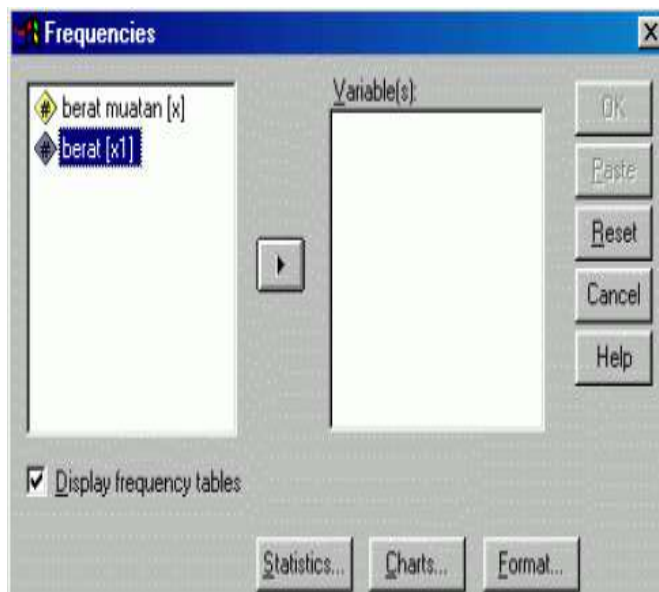 Frequencies
berat muatan [x]
berat [x1]
Variable(s):
OK
Paste
Reset
Cancel
Help
Display frequency tables
Statistics...
Charts...
Format...